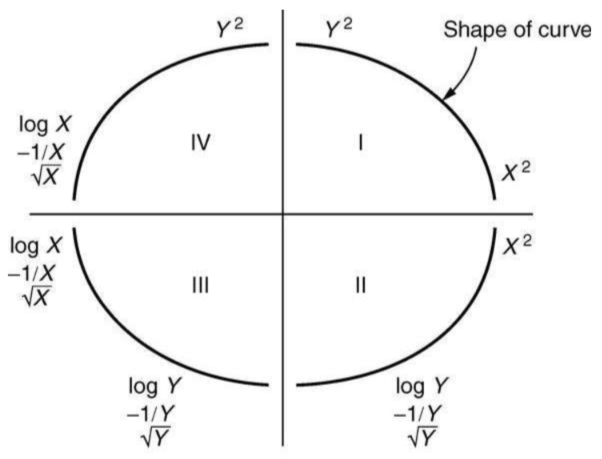 Y² Y² Shape of curve
log X
−1/X
√X
IV I
X²
log X
−1/X
√X
X²
III II
log Y
−1/Y
√Y
log Y
−1/Y
√Y